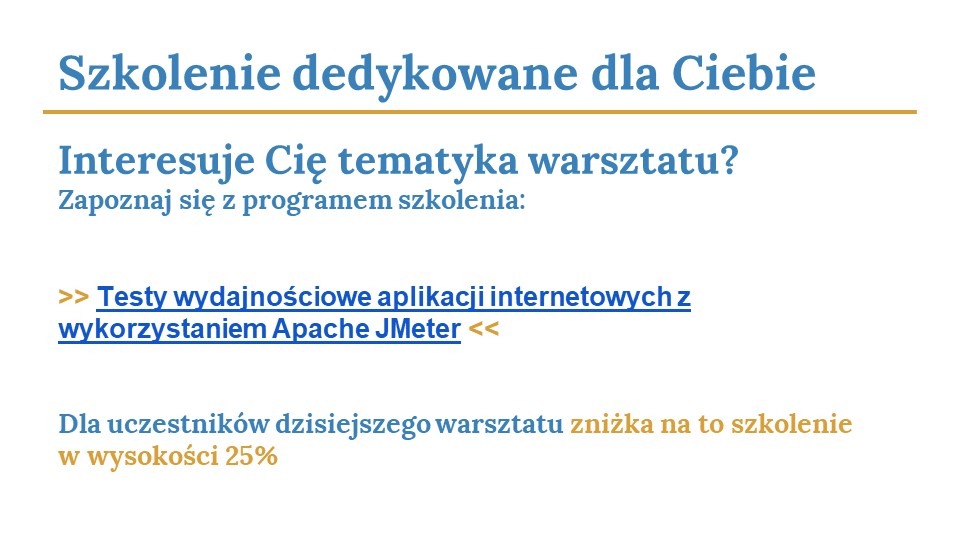 Szkolenie dedykowane dla Ciebie
Interesuje Cię tematyka warsztatu?
Zapoznaj się z programem szkolenia:
>> Testy wydajnościowe aplikacji internetowych z
wykorzystaniem Apache JMeter <<
Dla uczestników dzisiejszego warsztatu zniżka na to szkolenie
w wysokości 25%